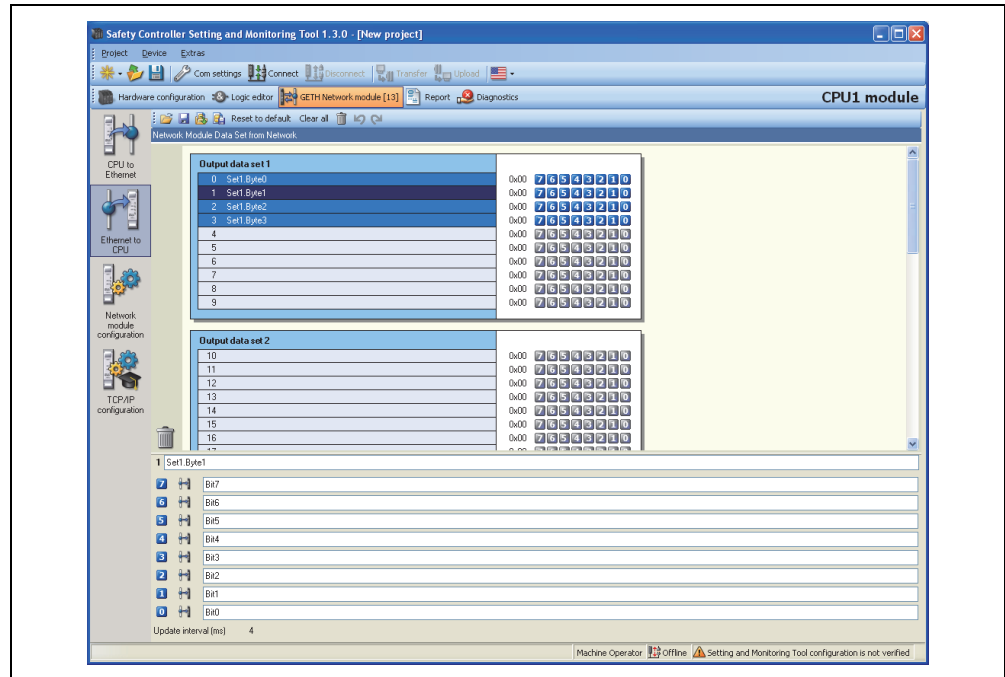 Safety Controller Setting and Monitoring Tool 1.3.0 - [New project]
Project Device Extras
Com settings Connect Disconnect Transfer Upload
Hardware configuration Logic editor GETH Network module [13] Report Diagnostics CPU1 module
Reset to default Clear all
Network Module Data Set from Network
CPU to
Ethernet
Ethernet to
CPU
Network
module
configuration
TCP/IP
configuration
Output data set 1
0 Set1.Byte0 0x00 7 6 5 4 3 2 1 0
1 Set1.Byte1 0x00 7 6 5 4 3 2 1 0
2 Set1.Byte2 0x00 7 6 5 4 3 2 1 0
3 Set1.Byte3 0x00 7 6 5 4 3 2 1 0
4 0x00 7 6 5 4 3 2 1 0
5 0x00 7 6 5 4 3 2 1 0
6 0x00 7 6 5 4 3 2 1 0
7 0x00 7 6 5 4 3 2 1 0
8 0x00 7 6 5 4 3 2 1 0
9 0x00 7 6 5 4 3 2 1 0
Output data set 2
10 0x00 7 6 5 4 3 2 1 0
11 0x00 7 6 5 4 3 2 1 0
12 0x00 7 6 5 4 3 2 1 0
13 0x00 7 6 5 4 3 2 1 0
14 0x00 7 6 5 4 3 2 1 0
15 0x00 7 6 5 4 3 2 1 0
16 0x00 7 6 5 4 3 2 1 0
1 Set1.Byte1
7 Bit7
6 Bit6
5 Bit5
4 Bit4
3 Bit3
2 Bit2
1 Bit1
0 Bit0
Update interval (ms) 4
Machine Operator Offline Setting and Monitoring Tool configuration is not verified